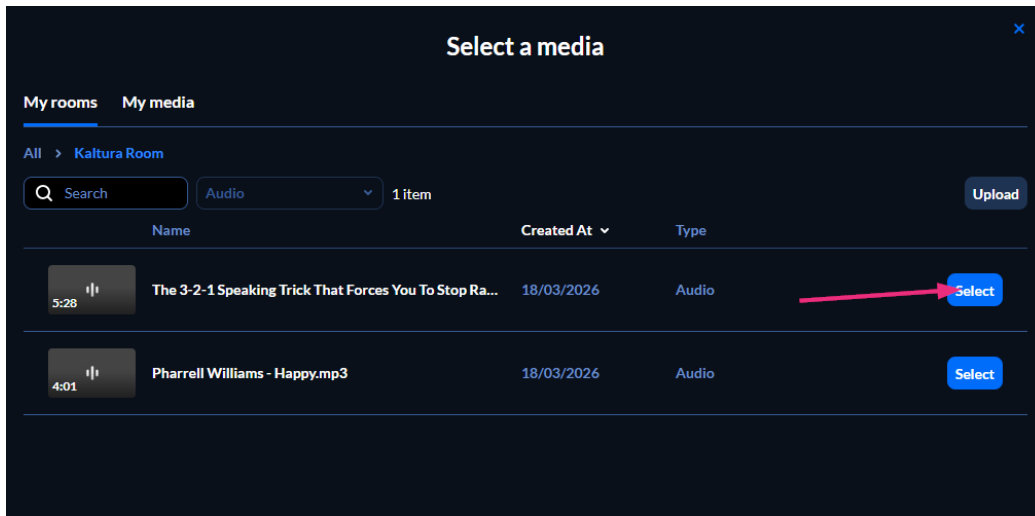 Select a media
My rooms My media
All > Kaltura Room
Search Audio 1 item Upload
Name Created At Type
5:28 The 3-2-1 Speaking Trick That Forces You To Stop Ra... 18/03/2026 Audio Select
4:01 Pharrell Williams - Happy.mp3 18/03/2026 Audio Select